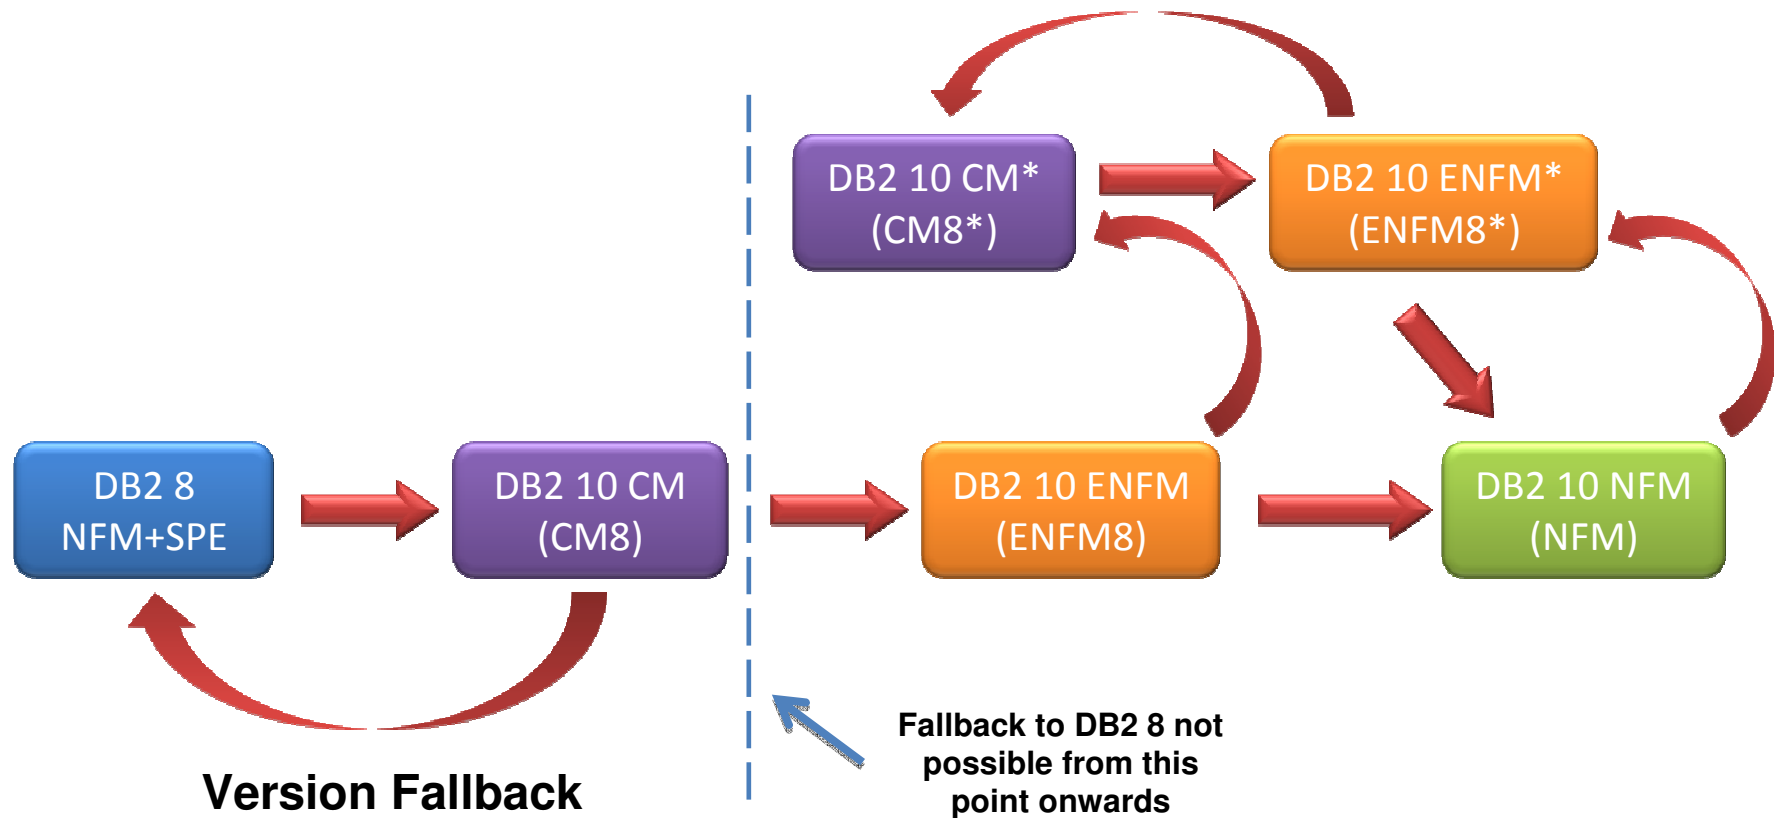 DB2 10 CM*
(CM8*)
DB2 10 ENFM*
(ENFM8*)
DB2 8
NFM+SPE
DB2 10 CM
(CM8)
DB2 10 ENFM
(ENFM8)
DB2 10 NFM
(NFM)
Version Fallback
Fallback to DB2 8 not
possible from this
point onwards